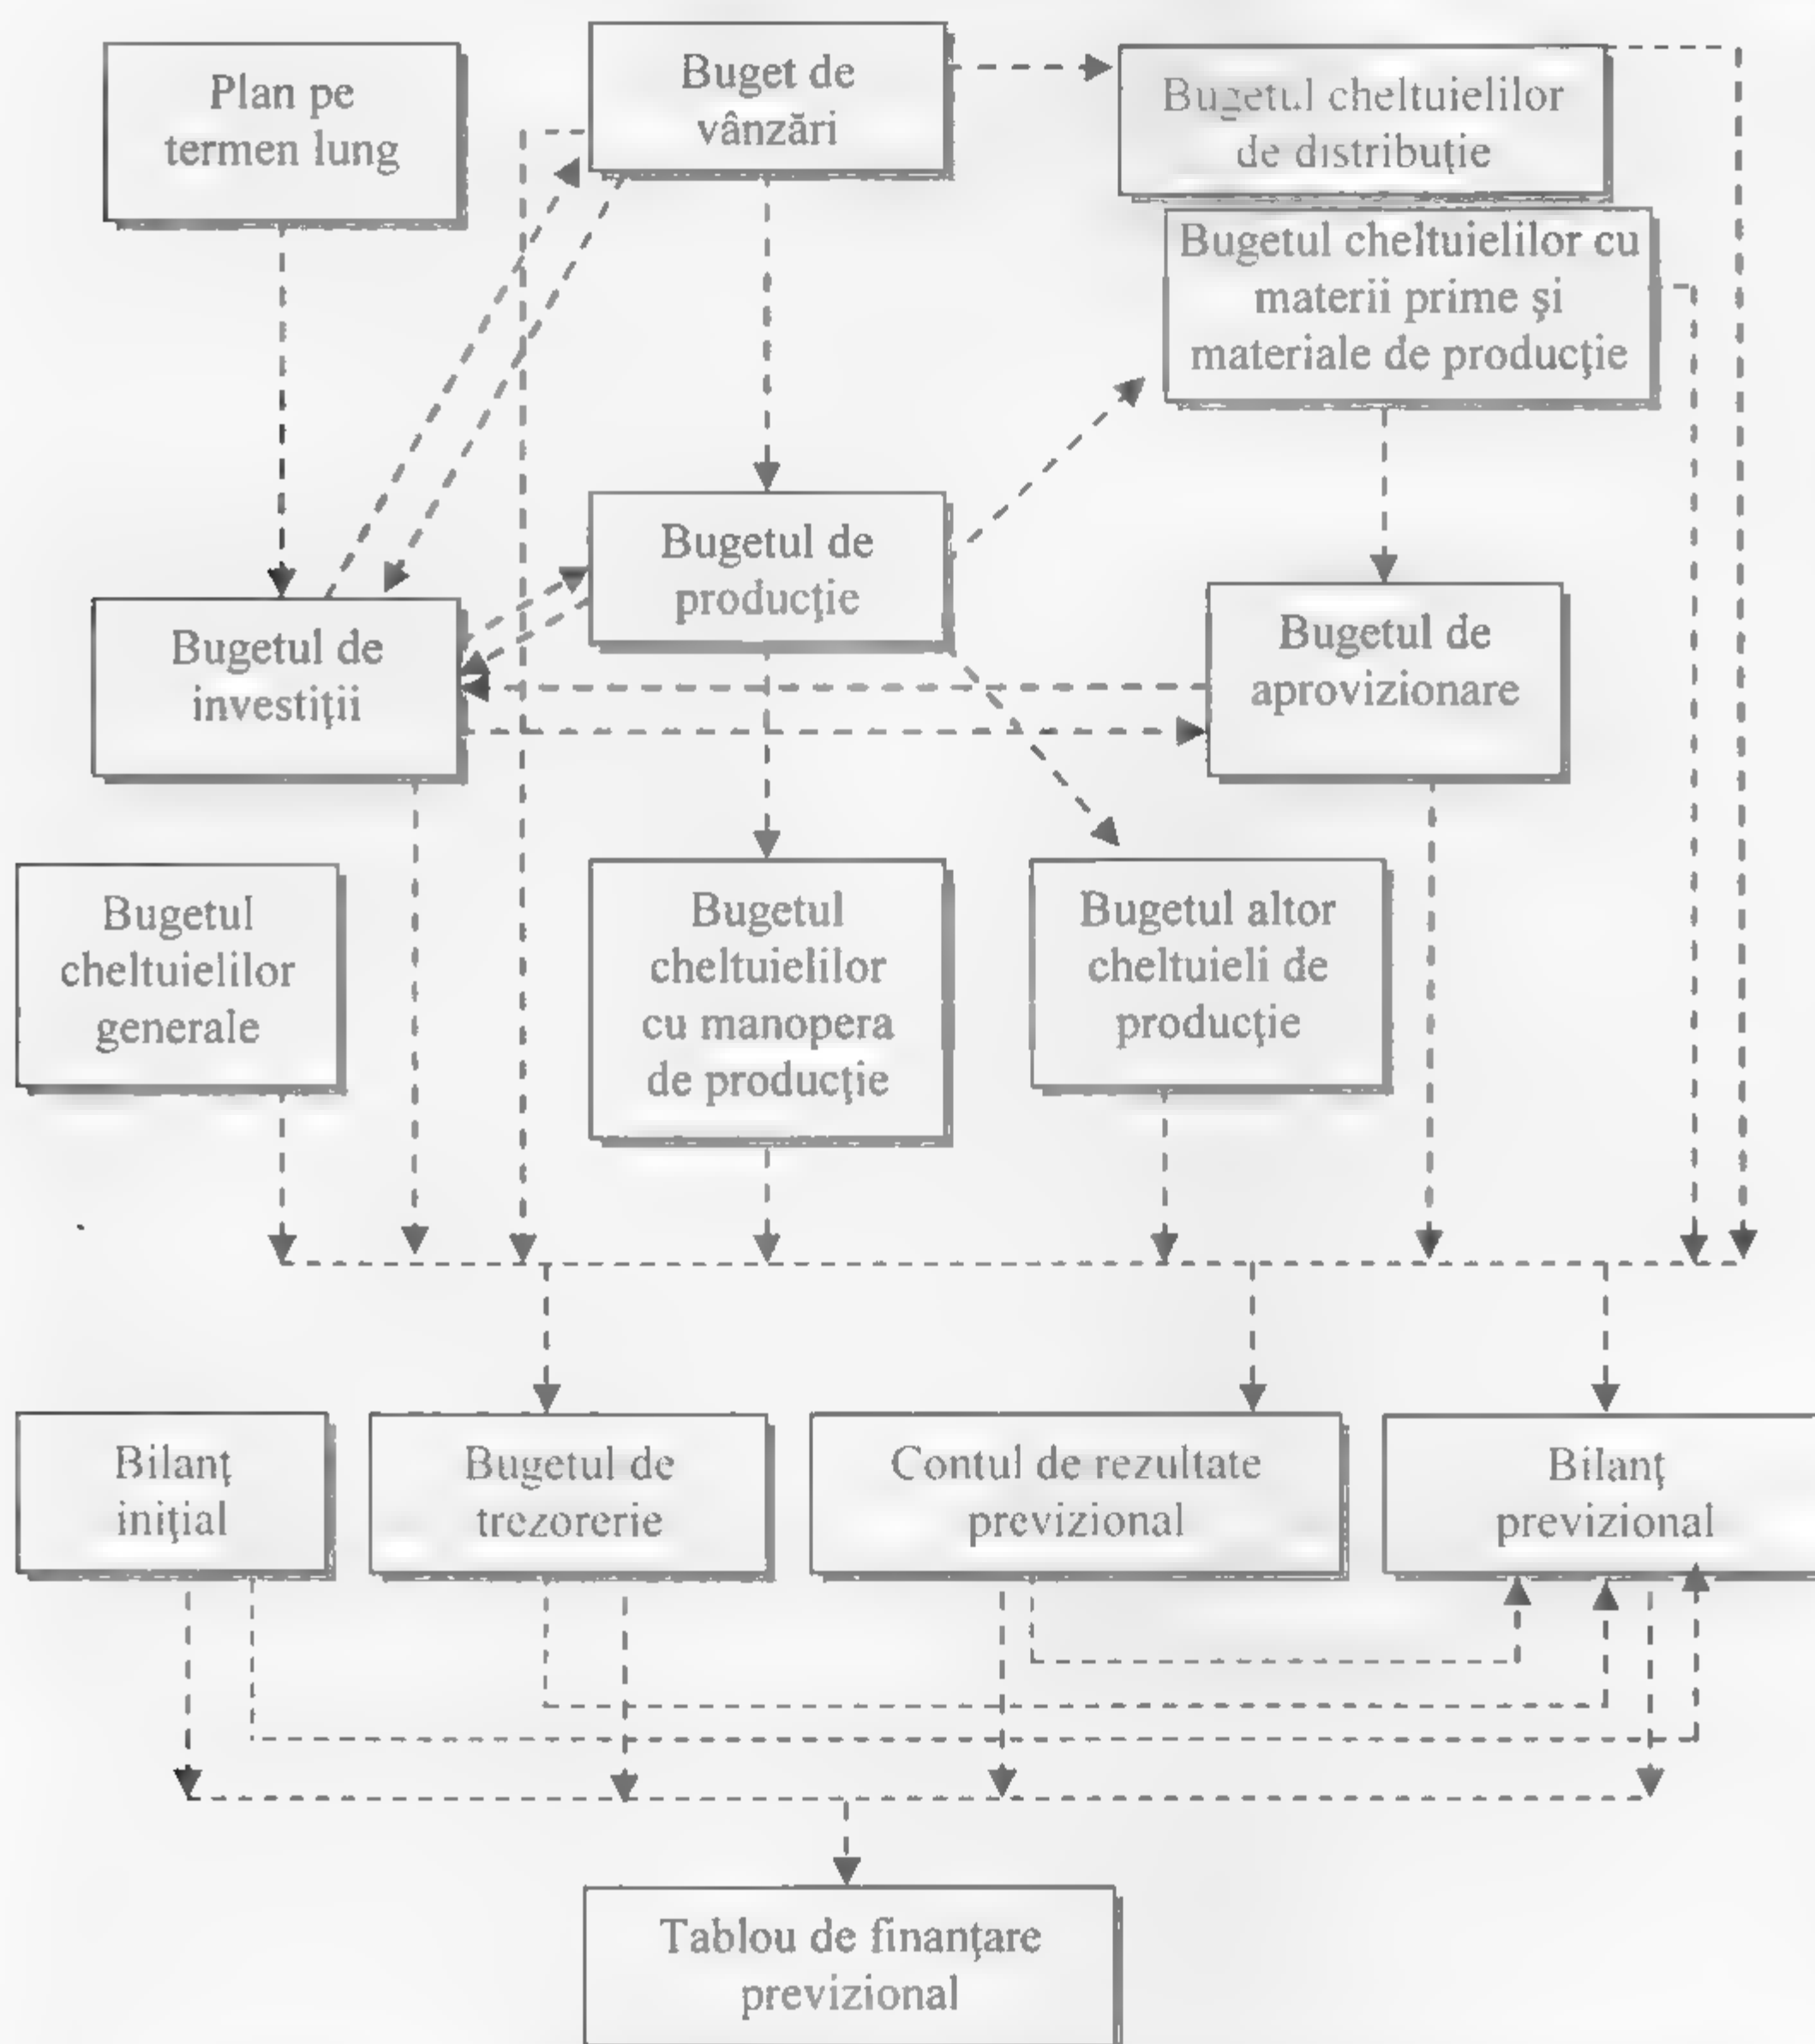 Plan pe
termen lung
Buget de
vânzări
Bugetul cheltuielilor
de distribuţie
Bugetul cheltuielilor cu
materii prime şi
materiale de producţie
Bugetul de
producţie
Bugetul de
investiţii
Bugetul de
aprovizionare
Bugetul
cheltuielilor
generale
Bugetul
cheltuielilor
cu manopera
de producţie
Bugetul altor
cheltuieli de
producţie
Bilanţ
iniţial
Bugetul de
trezorerie
Contul de rezultate
previzional
Bilanţ
previzional
Tablou de finanţare
previzional